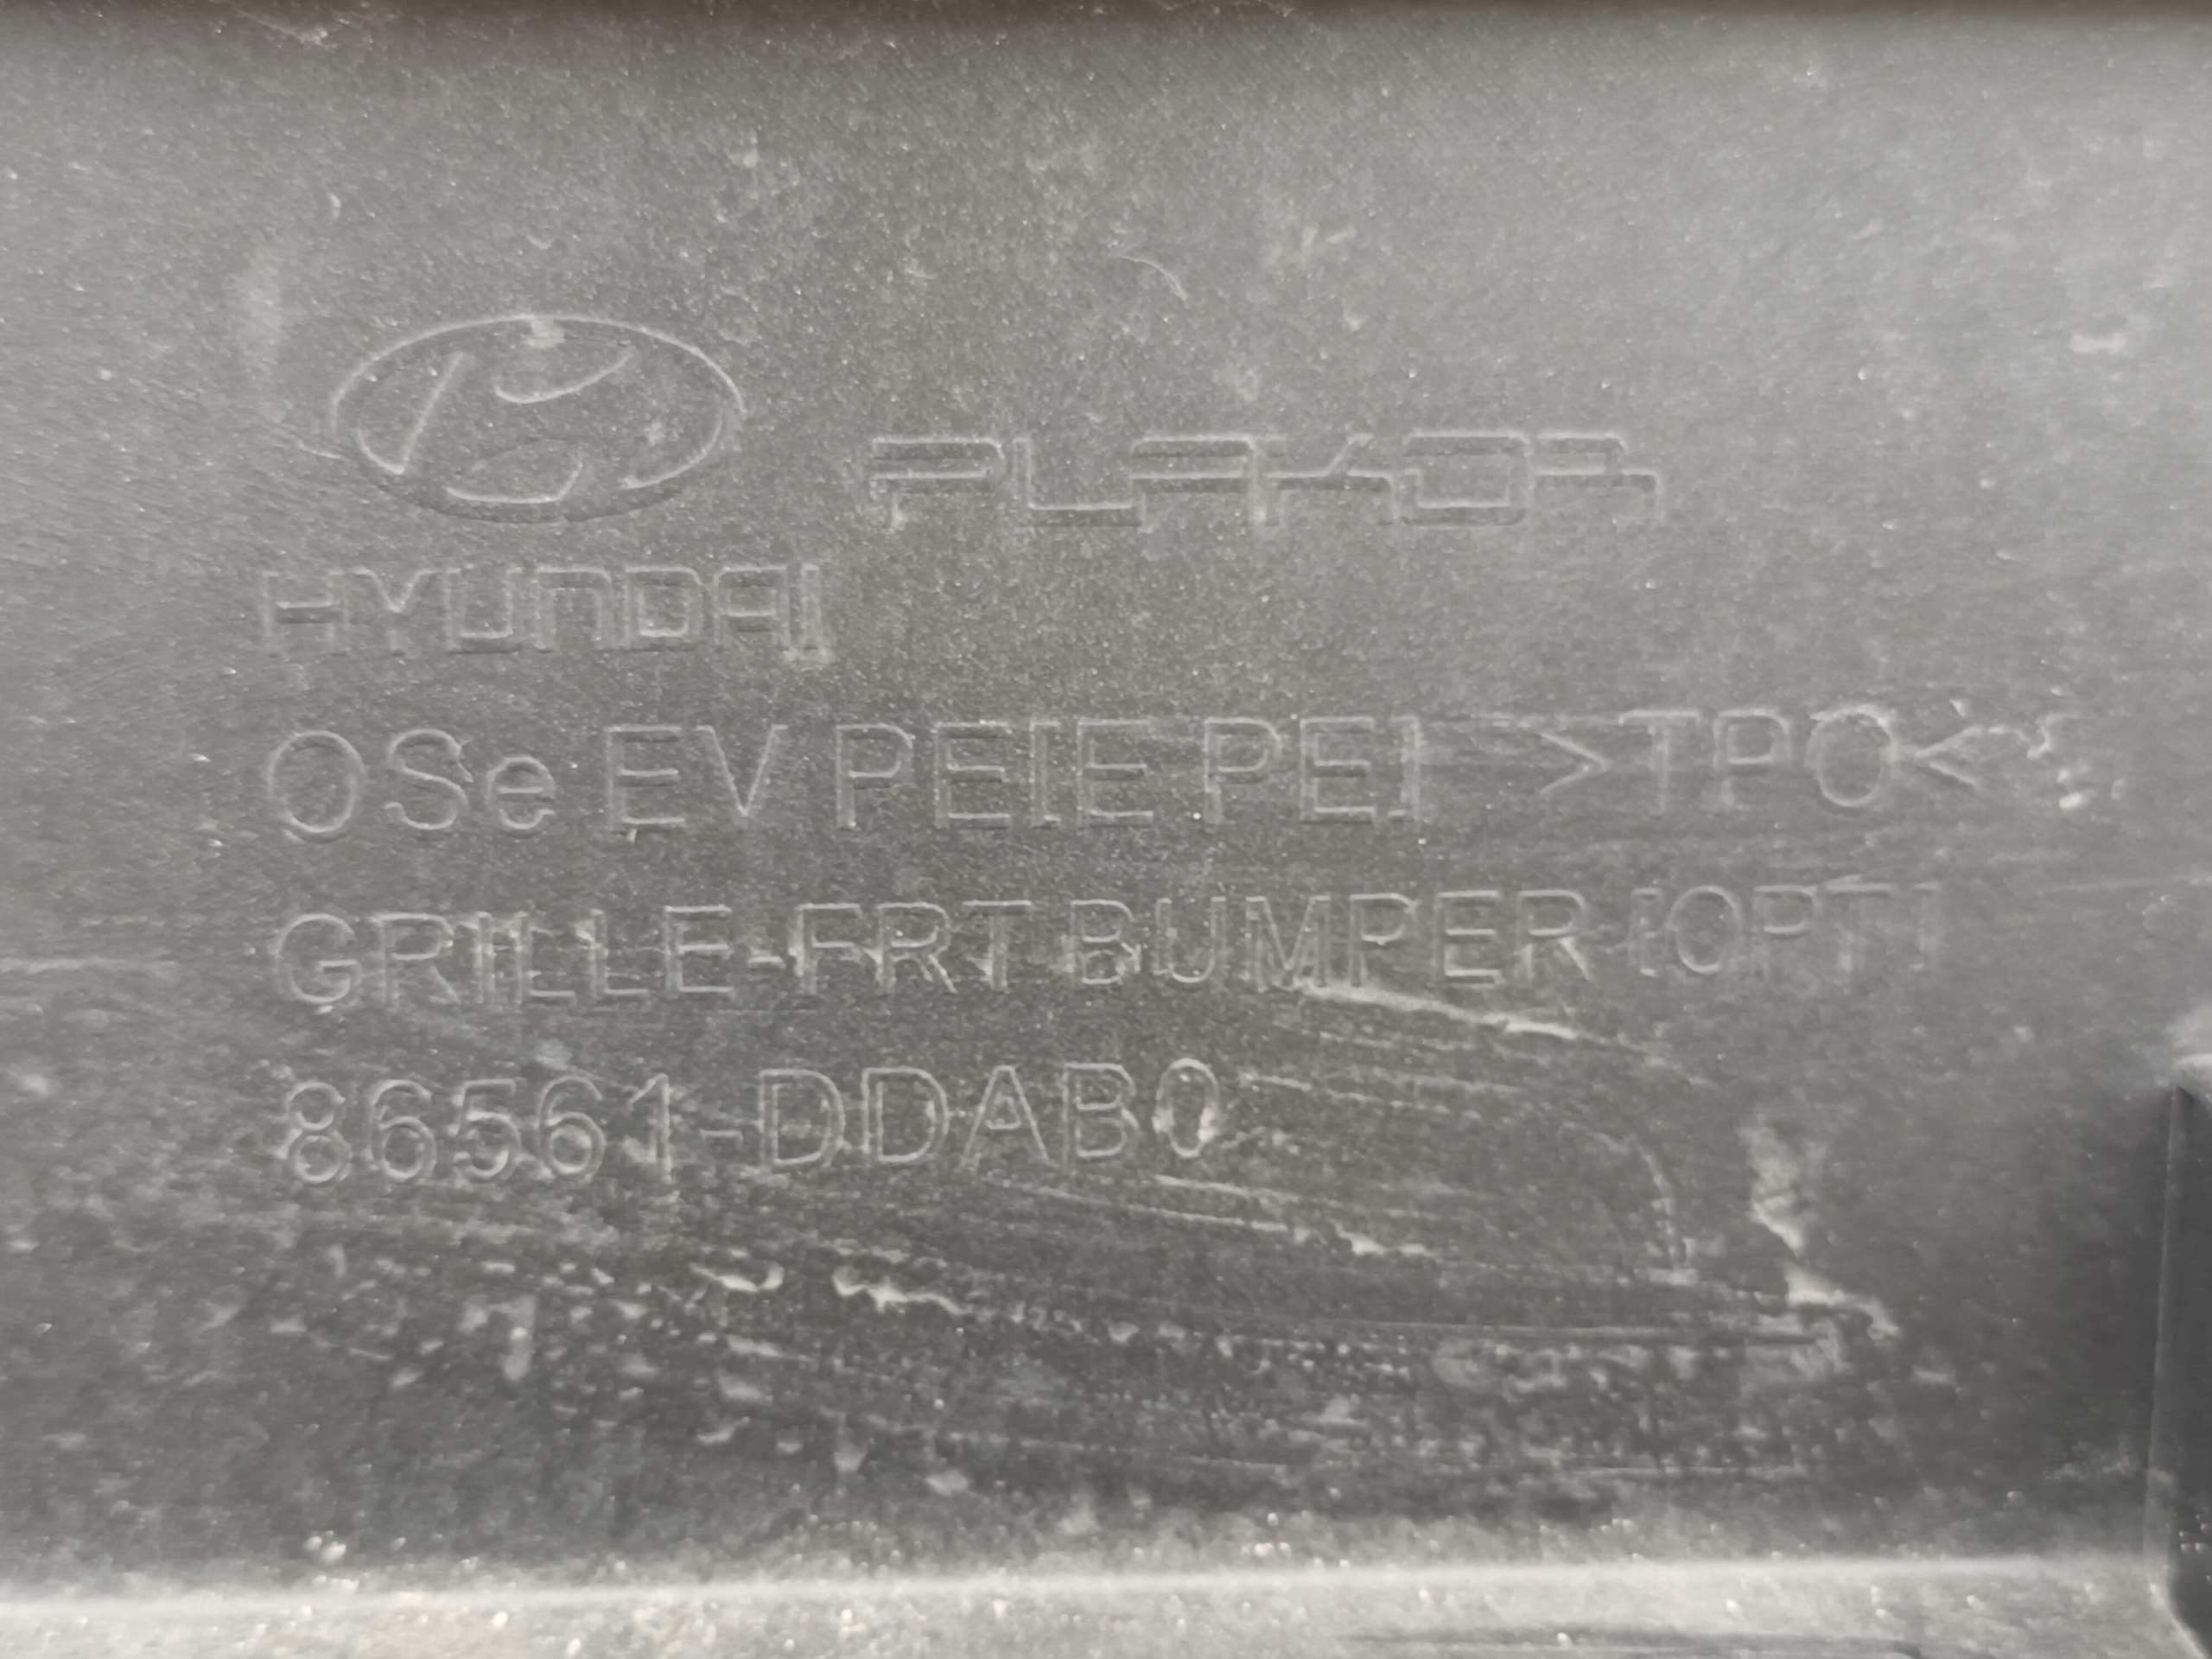 PLAKOR
HYUNDAI
OSe EV PEIE PEI >TPO<
GRILLE-FRT BUMPER [OPT]
86561-DDAB0